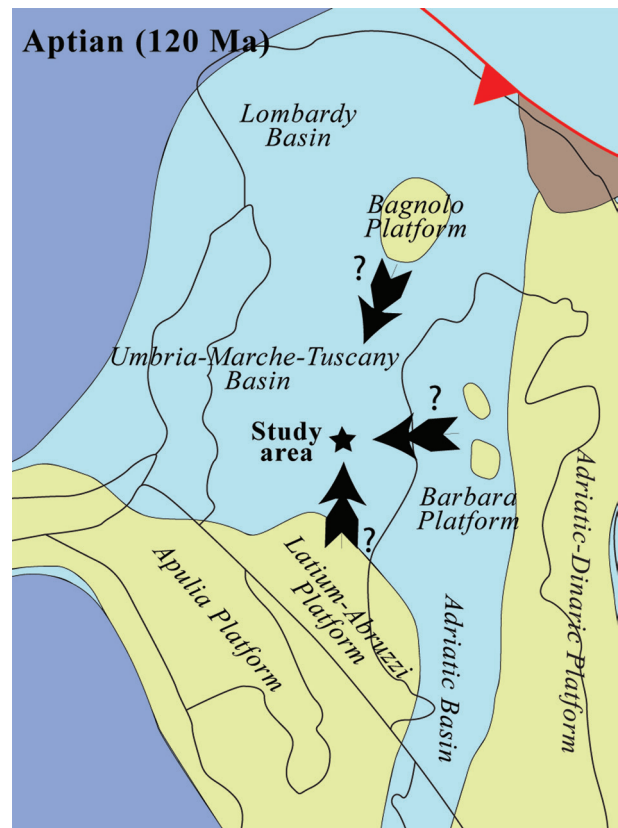 Aptian (120 Ma)
Lombardy
Basin
Bagnolo
Platform
?
Umbria-Marche-Tuscany
Basin
?
Study
area
Barbara
Platform
?
Apulia Platform
Latium-Abruzzi
Platform
Adriatic Basin
Adriatic-Dinaric Platform